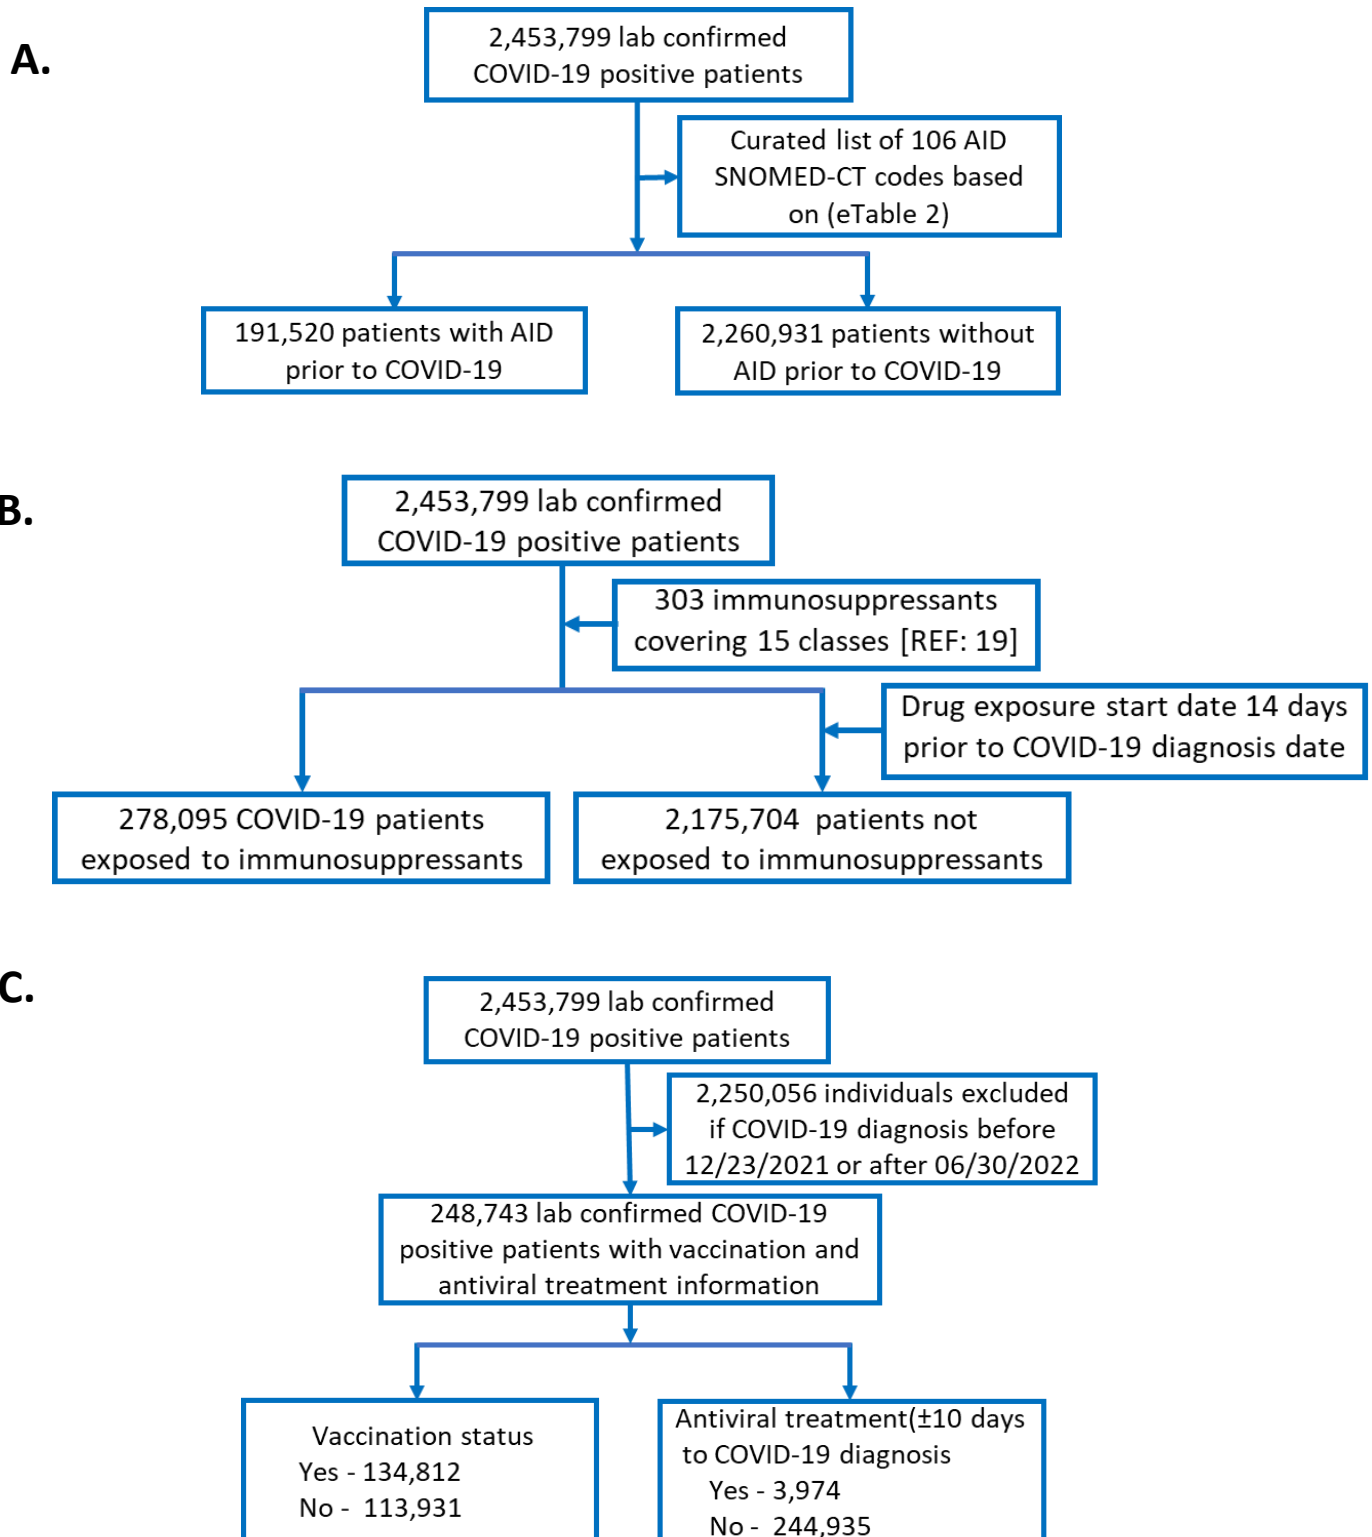 A.
2,453,799 lab confirmed
COVID-19 positive patients
Curated list of 106 AID
SNOMED-CT codes based
on (eTable 2)
191,520 patients with AID
prior to COVID-19
2,260,931 patients without
AID prior to COVID-19
B.
2,453,799 lab confirmed
COVID-19 positive patients
303 immunosuppressants
covering 15 classes [REF: 19]
Drug exposure start date 14 days
prior to COVID-19 diagnosis date
278,095 COVID-19 patients
exposed to immunosuppressants
2,175,704 patients not
exposed to immunosuppressants
C.
2,453,799 lab confirmed
COVID-19 positive patients
2,250,056 individuals excluded
if COVID-19 diagnosis before
12/23/2021 or after 06/30/2022
248,743 lab confirmed COVID-19
positive patients with vaccination and
antiviral treatment information
Vaccination status
Yes - 134,812
No - 113,931
Antiviral treatment(±10 days
to COVID-19 diagnosis
Yes - 3,974
No - 244,935